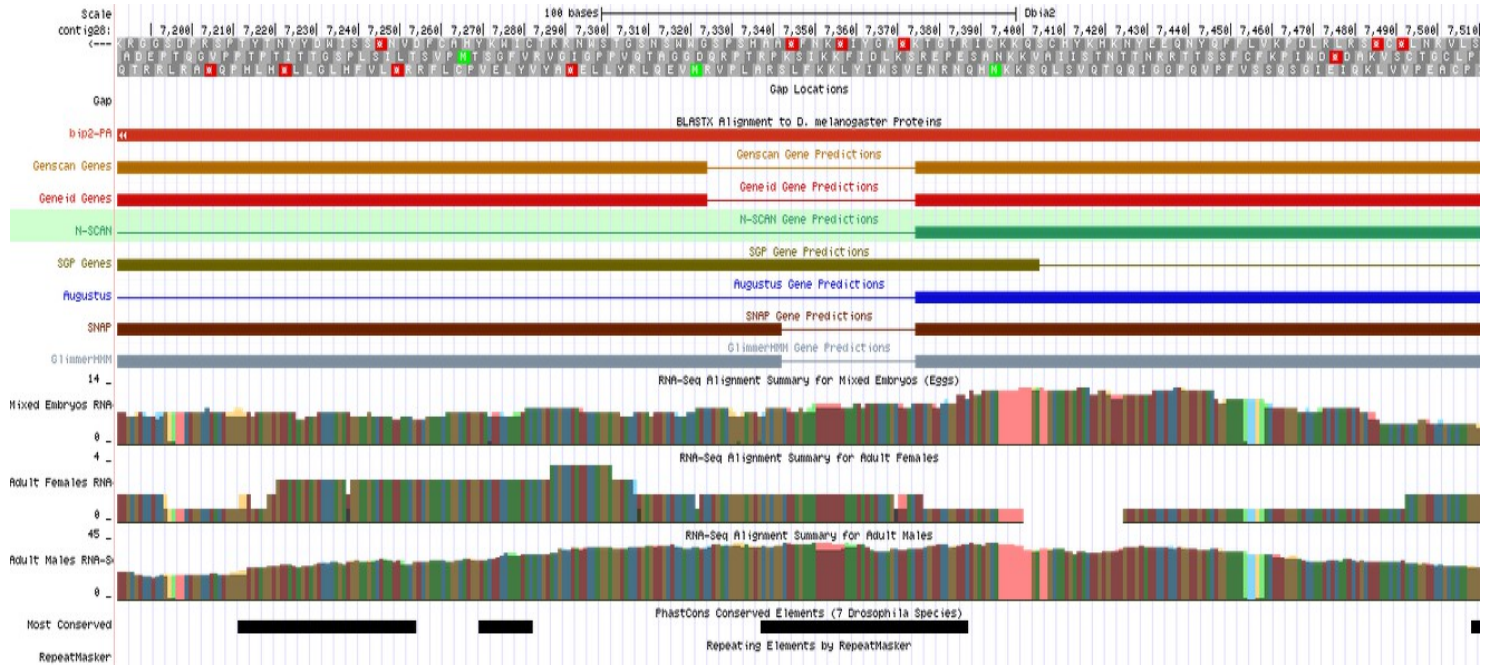 Scale 100 bases Dbia2
contig28: 7,200 7,210 7,220 7,230 7,240 7,250 7,260 7,270 7,280 7,290 7,300 7,310 7,320 7,330 7,340 7,350 7,360 7,370 7,380 7,390 7,400 7,410 7,420 7,430 7,440 7,450 7,460 7,470 7,480 7,490 7,500 7,510
--->
Gap Locations
Gap
BLASTX Alignment to D. melanogaster Proteins
bip2-PA
Genscan Gene Predictions
Genscan Genes
Geneid Gene Predictions
Geneid Genes
N-SCAN Gene Predictions
N-SCAN
SGP Gene Predictions
SGP Genes
Augustus Gene Predictions
Augustus
SNAP Gene Predictions
SNAP
GlimmerHMM Gene Predictions
GlimmerHMM
RNA-Seq Alignment Summary for Mixed Embryos (Eggs)
14 _
Mixed Embryos RNA
0 _
RNA-Seq Alignment Summary for Adult Females
4 _
Adult Females RNA
0 _
RNA-Seq Alignment Summary for Adult Males
45 _
Adult Males RNA-S
0 _
PhastCons Conserved Elements (7 Drosophila Species)
Most Conserved
Repeating Elements by RepeatMasker
RepeatMasker